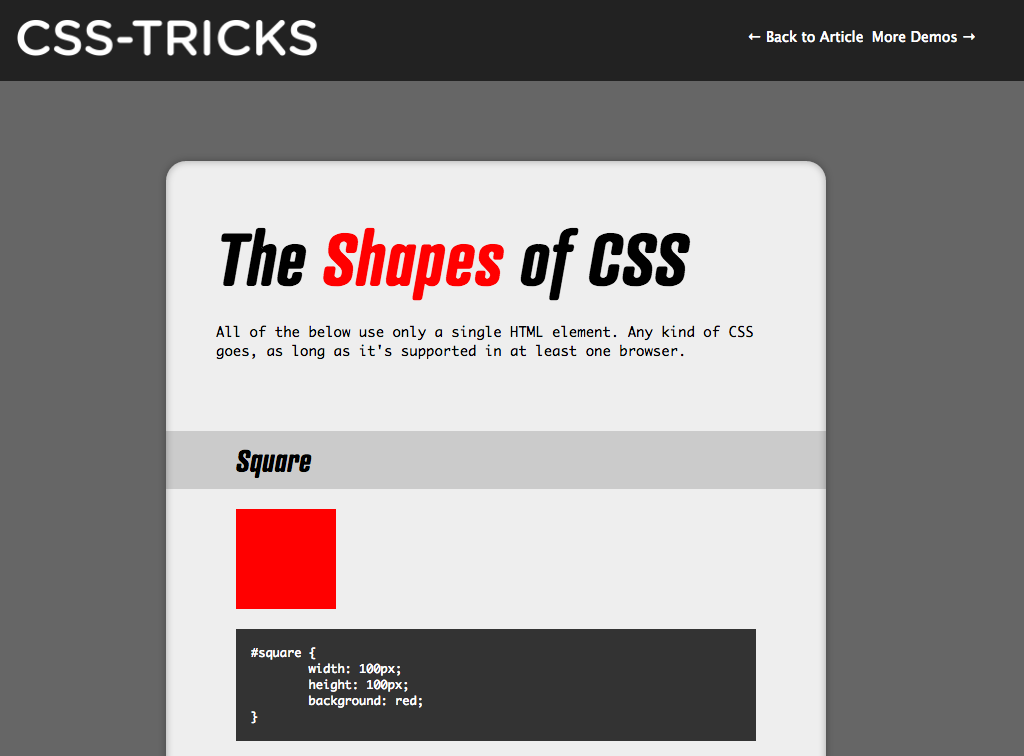 CSS-TRICKS
← Back to Article More Demos →
The Shapes of CSS
All of the below use only a single HTML element. Any kind of CSS
goes, as long as it's supported in at least one browser.
Square
#square {
width: 100px;
height: 100px;
background: red;
}